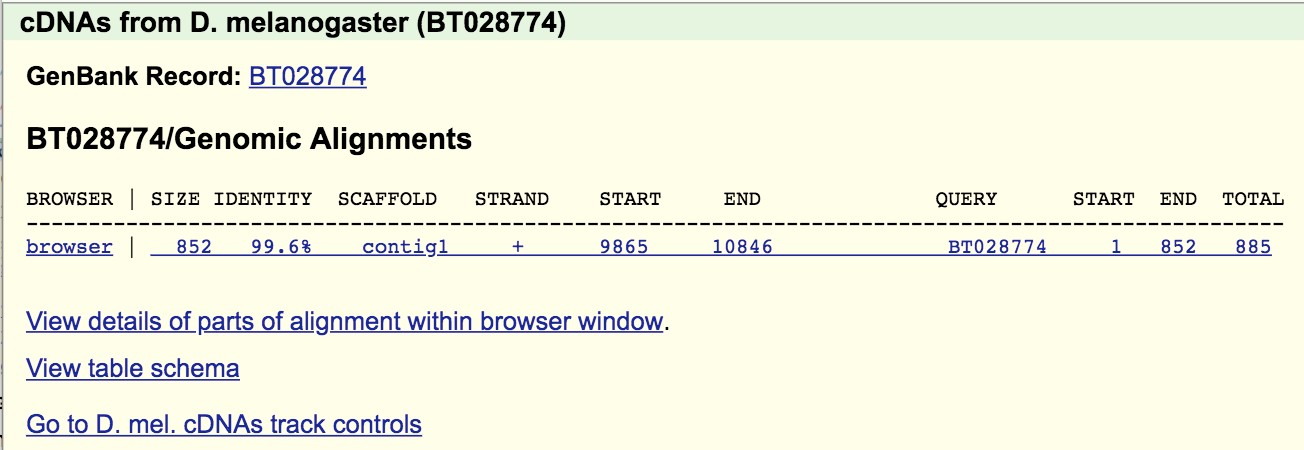 cDNAs from D. melanogaster (BT028774)
GenBank Record: BT028774
BT028774/Genomic Alignments
BROWSER | SIZE IDENTITY SCAFFOLD STRAND START END QUERY START END TOTAL
-----------------------------------------------------------------------------------------------------
browser | 852 99.6% contig1 + 9865 10846 BT028774 1 852 885
View details of parts of alignment within browser window.
View table schema
Go to D. mel. cDNAs track controls